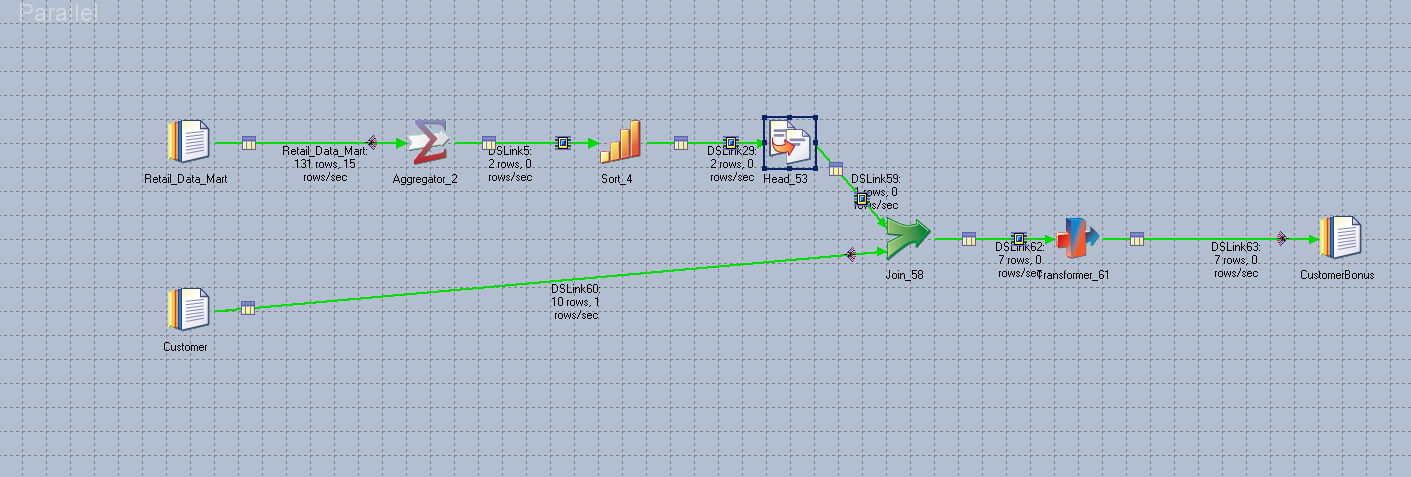 Parallel
Retail_Data_Mart:
131 rows, 15
rows/sec
DSLink5:
2 rows, 0
rows/sec
DSLink29:
2 rows, 0
rows/sec
Retail_Data_Mart
Aggregator_2
Sort_4
Head_53
DSLink59:
1 rows, 0
rows/sec
DSLink62:
7 rows, 0
rows/sec
DSLink63:
7 rows, 0
rows/sec
Join_58
Transformer_61
CustomerBonus
DSLink60:
10 rows, 1
rows/sec
Customer